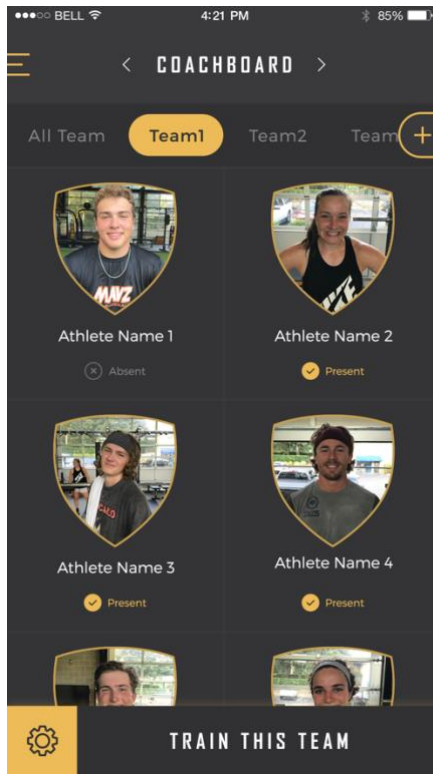 BELL 4:21 PM 85%
COACHBOARD
All Team Team1 Team2 Team
MAYZ
Athlete Name 1 Athlete Name 2
Absent Present
Athlete Name 3 Athlete Name 4
Present Present
TRAIN THIS TEAM